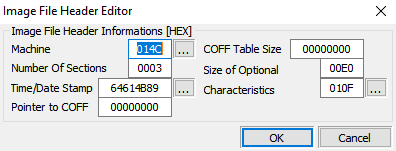 Image File Header Editor
Image File Header Informations [HEX]
Machine 014C ... COFF Table Size 00000000
Number Of Sections 0003 Size of Optional 00E0
Time/Date Stamp 64614B89 ... Characteristics 010F ...
Pointer to COFF 00000000
OK Cancel